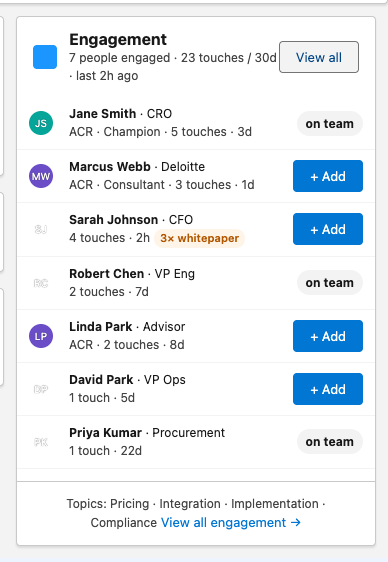 Engagement
7 people engaged · 23 touches / 30d
· last 2h ago
View all
JS
Jane Smith · CRO
ACR · Champion · 5 touches · 3d
on team
MW
Marcus Webb · Deloitte
ACR · Consultant · 3 touches · 1d
+ Add
SJ
Sarah Johnson · CFO
4 touches · 2h 3× whitepaper
+ Add
RC
Robert Chen · VP Eng
2 touches · 7d
on team
LP
Linda Park · Advisor
ACR · 2 touches · 8d
+ Add
DP
David Park · VP Ops
1 touch · 5d
+ Add
PK
Priya Kumar · Procurement
1 touch · 22d
on team
Topics: Pricing · Integration · Implementation ·
Compliance View all engagement →